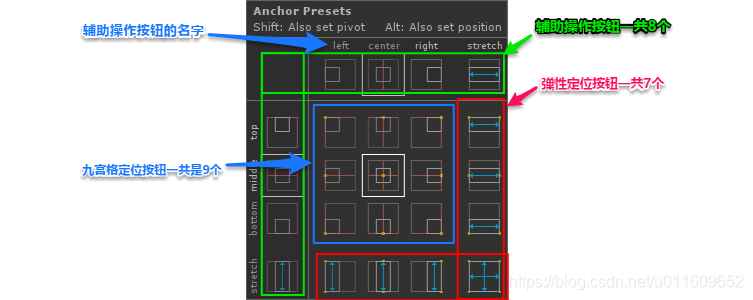 Anchor Presets
Shift: Also set pivot Alt: Also set position
辅助操作按钮的名字
辅助操作按钮一共8个
left center right stretch
弹性定位按钮一共7个
top
九宫格定位按钮一共是9个
middle
bottom
stretch
https://blog.csdn.net/u011609652